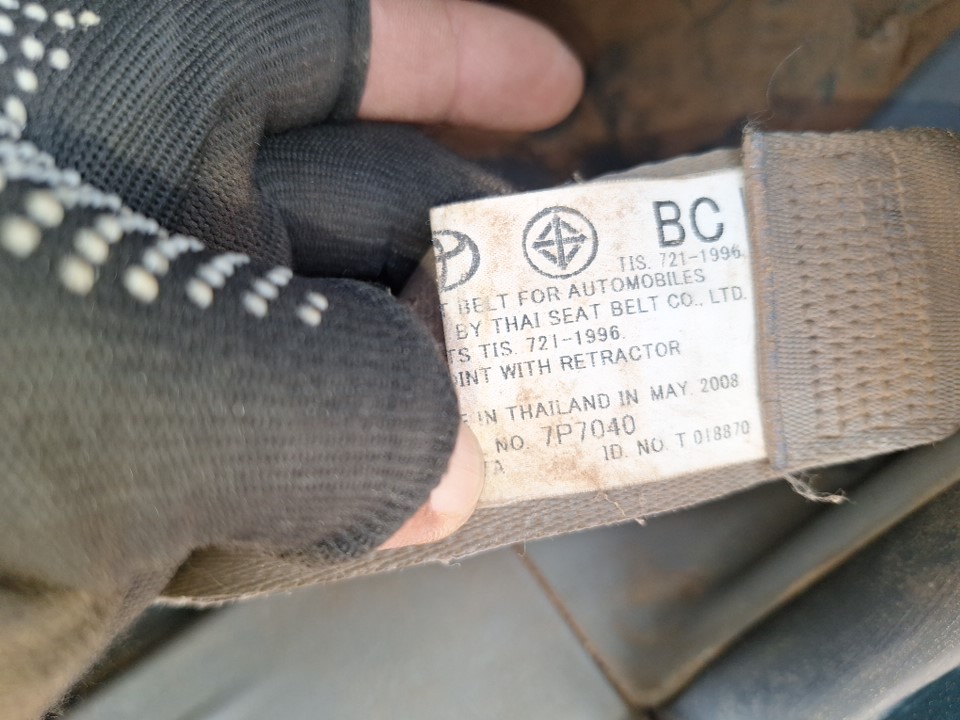 BC
TIS. 721-1996
T BELT FOR AUTOMOBILES
BY THAI SEAT BELT CO., LTD.
TS TIS. 721-1996.
OINT WITH RETRACTOR
E IN THAILAND IN MAY. 2008
NO. 7P7040
TA ID. NO. T 018870